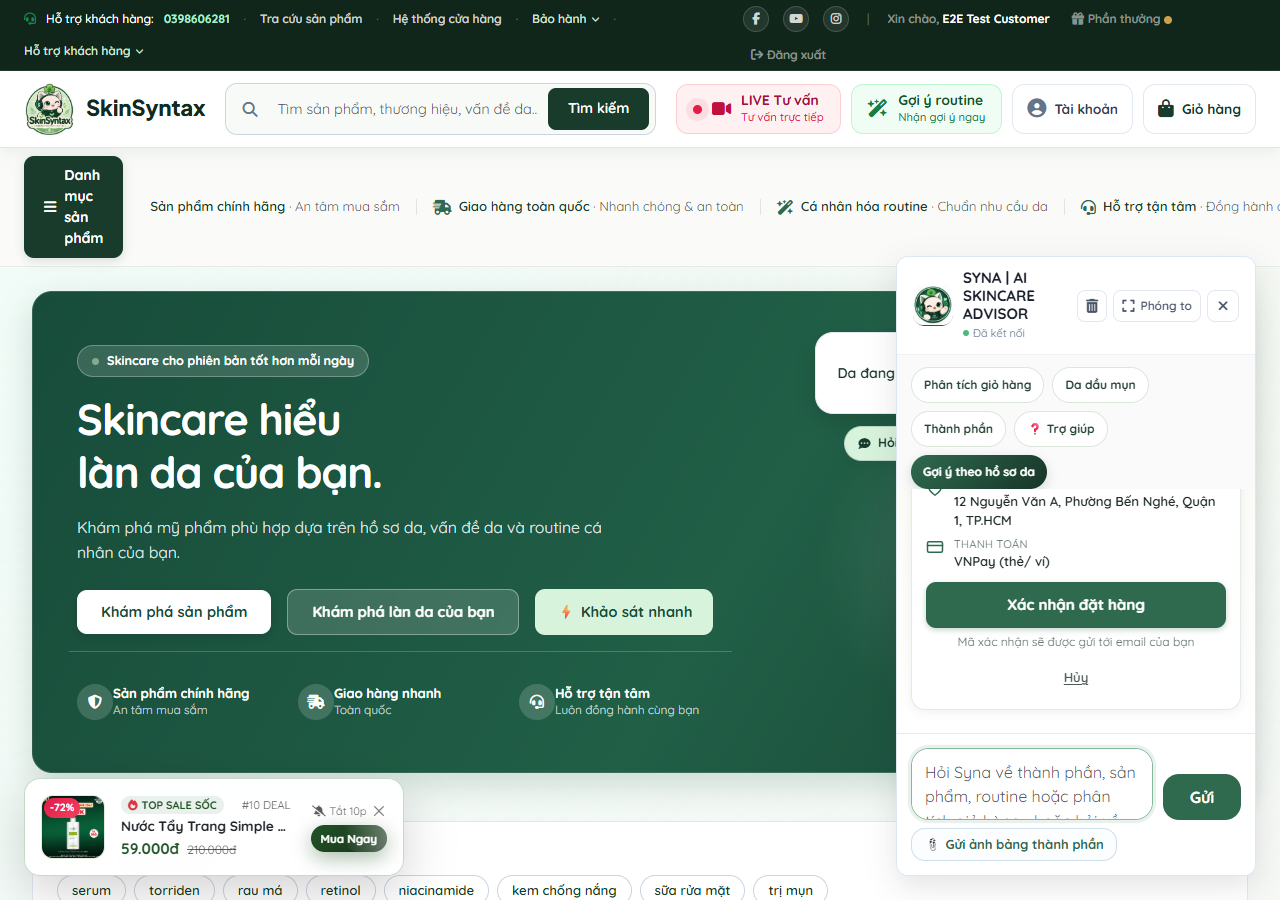 Hỗ trợ khách hàng: 0398606281 · Tra cứu sản phẩm · Hệ thống cửa hàng · Bảo hành ·
Hỗ trợ khách hàng
| Xin chào, E2E Test Customer Phần thưởng
Đăng xuất
SkinSyntax
Tìm sản phẩm, thương hiệu, vấn đề da..
Tìm kiếm
LIVE Tư vấn
Tư vấn trực tiếp
Gợi ý routine
Nhận gợi ý ngay
Tài khoản
Giỏ hàng
Danh
mục
sản
phẩm
Sản phẩm chính hãng · An tâm mua sắm
Giao hàng toàn quốc · Nhanh chóng & an toàn
Cá nhân hóa routine · Chuẩn nhu cầu da
Hỗ trợ tận tâm · Đồng hành
Skincare cho phiên bản tốt hơn mỗi ngày
Skincare hiểu
làn da của bạn.
Khám phá mỹ phẩm phù hợp dựa trên hồ sơ da, vấn đề da và routine cá
nhân của bạn.
Khám phá sản phẩm
Khám phá làn da của bạn
Khảo sát nhanh
Sản phẩm chính hãng
An tâm mua sắm
Giao hàng nhanh
Toàn quốc
Hỗ trợ tận tâm
Luôn đồng hành cùng bạn
Da đang
SYNA | AI
SKINCARE
ADVISOR
Đã kết nối
Phóng to
Phân tích giỏ hàng
Da dầu mụn
Thành phần
Trợ giúp
Gợi ý theo hồ sơ da
12 Nguyễn Văn A, Phường Bến Nghé, Quận
1, TP.HCM
THANH TOÁN
VNPay (thẻ/ ví)
Xác nhận đặt hàng
Mã xác nhận sẽ được gửi tới email của bạn
Hủy
Hỏi Syna về thành phần, sản
phẩm, routine hoặc phân
Gửi
Gửi ảnh bảng thành phần
-72%
TOP SALE SỐC
#10 DEAL
Tắt 10p
Nước Tẩy Trang Simple ...
59.000đ 210.000đ
Mua Ngay
serum
torriden
rau má
retinol
niacinamide
kem chống nắng
sữa rửa mặt
trị mụn